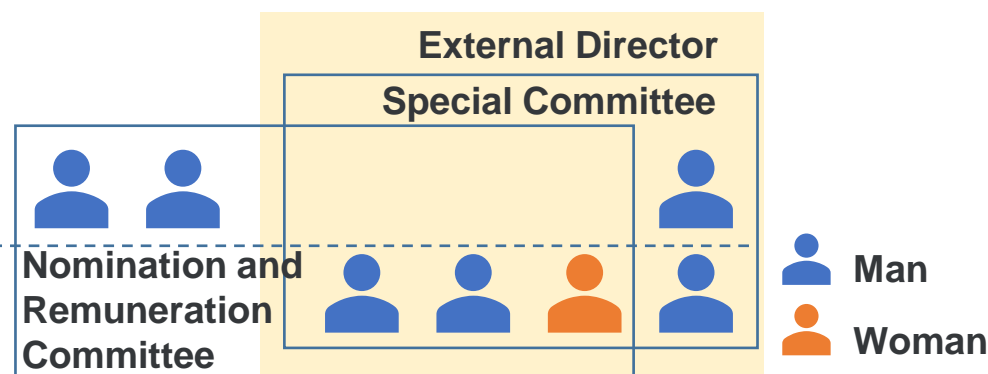 External Director
Special Committee
Nomination and
Remuneration
Committee
Man
Woman